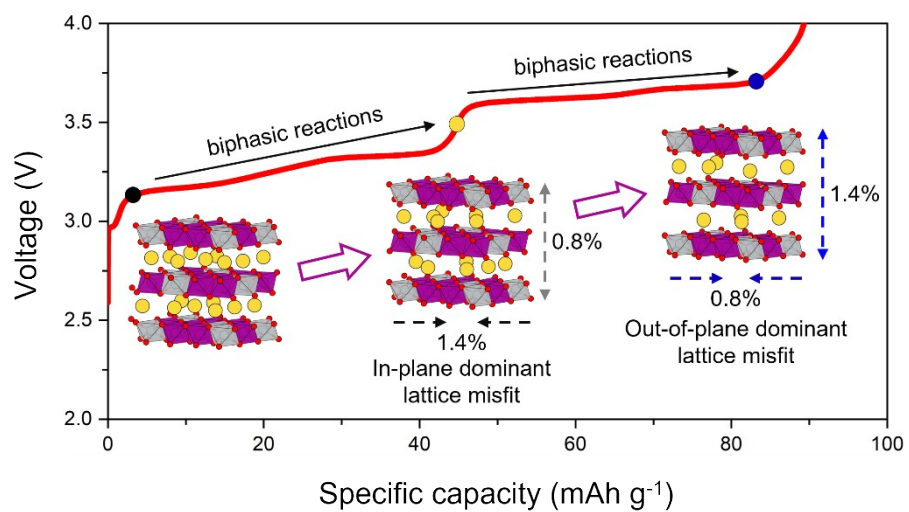 4.0
3.5
3.0
2.5
2.0
Voltage (V)
biphasic reactions
biphasic reactions
0.8%
1.4%
In-plane dominant
lattice misfit
1.4%
0.8%
Out-of-plane dominant
lattice misfit
0
20
40
60
80
100
Specific capacity (mAh g⁻¹)